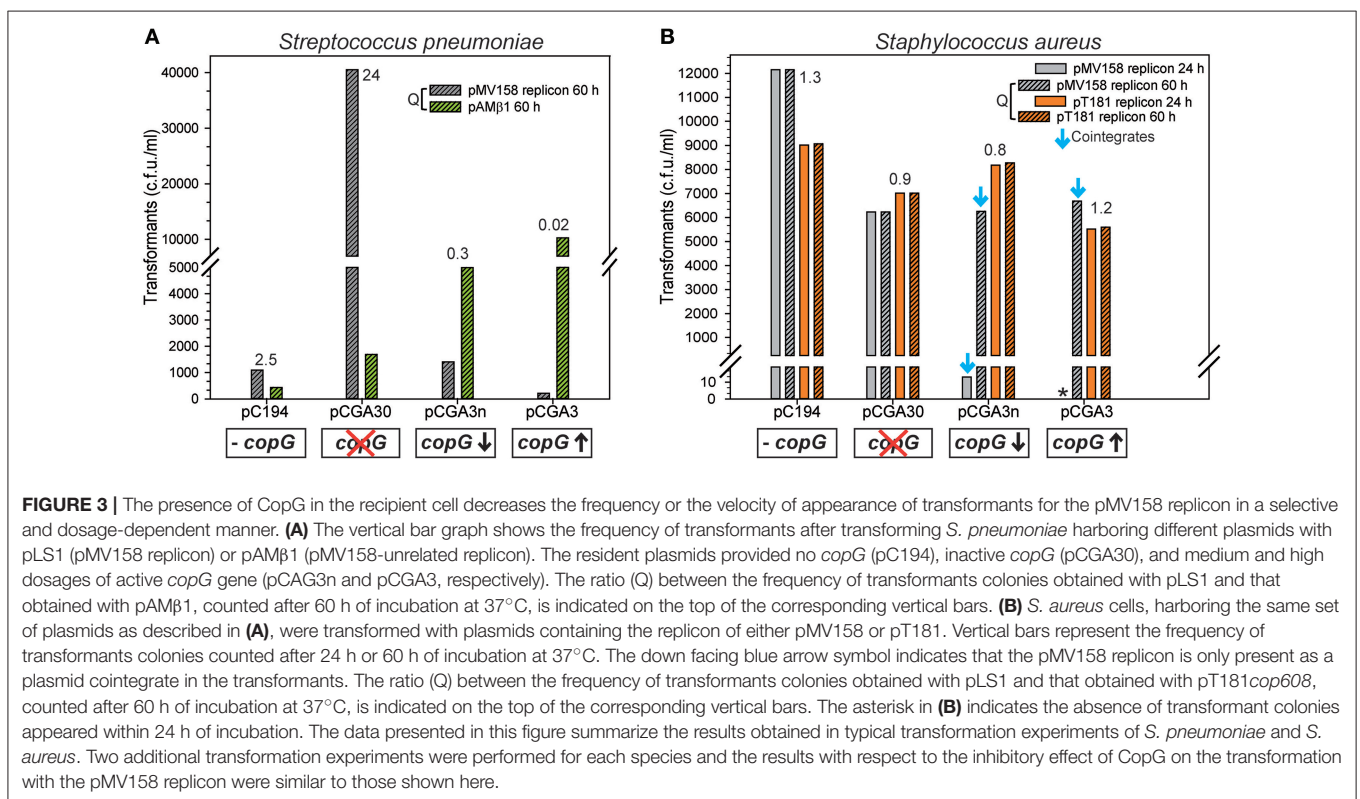 A
Streptococcus pneumoniae
Transformants (c.f.u./ml)
40000
30000
20000
10000
5000
4000
3000
2000
1000
0
24
2.5
0.3
0.02
Q
pMV158 replicon 60 h
pAMβ1 60 h
pC194
pCGA30
pCGA3n
pCGA3
- copG
copG
copG ↓
copG ↑
B
Staphylococcus aureus
Transformants (c.f.u./ml)
12000
11000
10000
9000
8000
7000
6000
5000
4000
3000
2000
1000
10
0
1.3
0.9
0.8
1.2
*
pMV158 replicon 24 h
Q
pMV158 replicon 60 h
pT181 replicon 24 h
pT181 replicon 60 h
Cointegrates
pC194
pCGA30
pCGA3n
pCGA3
- copG
copG
copG ↓
copG ↑
FIGURE 3 | The presence of CopG in the recipient cell decreases the frequency or the velocity of appearance of transformants for the pMV158 replicon in a selective
and dosage-dependent manner. (A) The vertical bar graph shows the frequency of transformants after transforming S. pneumoniae harboring different plasmids with
pLS1 (pMV158 replicon) or pAMβ1 (pMV158-unrelated replicon). The resident plasmids provided no copG (pC194), inactive copG (pCGA30), and medium and high
dosages of active copG gene (pCAG3n and pCGA3, respectively). The ratio (Q) between the frequency of transformants colonies obtained with pLS1 and that
obtained with pAMβ1, counted after 60 h of incubation at 37°C, is indicated on the top of the corresponding vertical bars. (B) S. aureus cells, harboring the same set
of plasmids as described in (A), were transformed with plasmids containing the replicon of either pMV158 or pT181. Vertical bars represent the frequency of
transformants colonies counted after 24 h or 60 h of incubation at 37°C. The down facing blue arrow symbol indicates that the pMV158 replicon is only present as a
plasmid cointegrate in the transformants. The ratio (Q) between the frequency of transformants colonies obtained with pLS1 and that obtained with pT181cop608,
counted after 60 h of incubation at 37°C, is indicated on the top of the corresponding vertical bars. The asterisk in (B) indicates the absence of transformant colonies
appeared within 24 h of incubation. The data presented in this figure summarize the results obtained in typical transformation experiments of S. pneumoniae and S.
aureus. Two additional transformation experiments were performed for each species and the results with respect to the inhibitory effect of CopG on the transformation
with the pMV158 replicon were similar to those shown here.